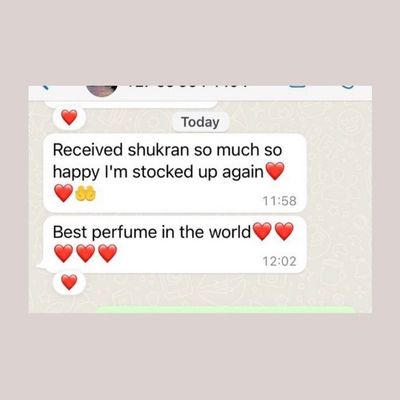 Today
Received shukran so much so
happy I'm stocked up again❤️
❤️🤲
11:58
Best perfume in the world❤️❤️
❤️❤️❤️
12:02